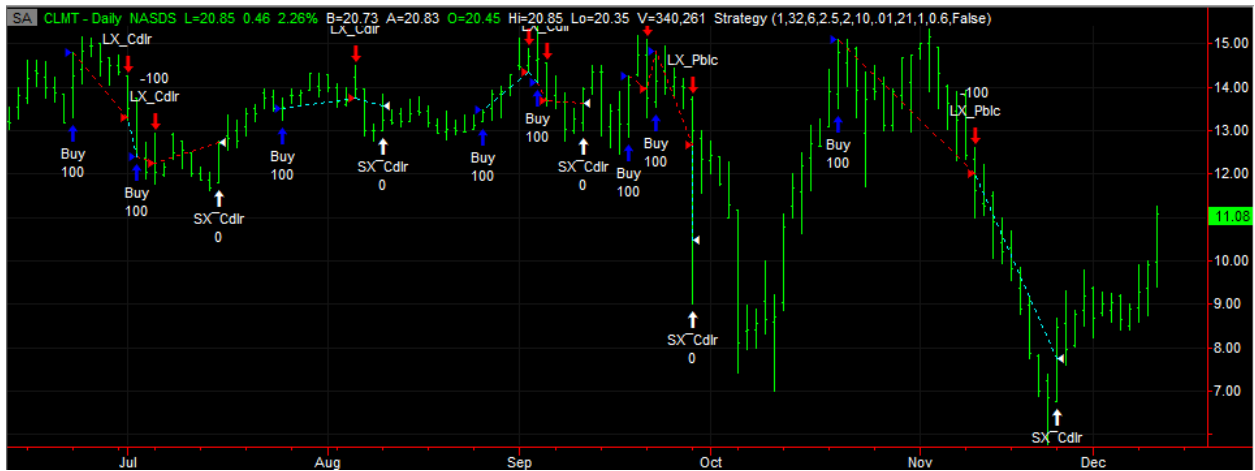 SA CLMT - Daily NASDS L=20.85 0.46 2.26% B=20.73 A=20.83 O=20.45 Hi=20.85 Lo=20.35 V=340,261 Strategy (1,32,6,2.5,2,10,.01,21,1,0.6,False)
LX_Cdlr
-100
LX_Cdlr
Buy
100
Buy
100
SX_Cdlr
0
Buy
100
LX_Cdlr
SX_Cdlr
0
Buy
100
LX_Cdlr
Buy
100
SX_Cdlr
0
Buy
100
Buy
100
LX_Pblc
SX_Cdlr
0
Buy
100
-100
LX_Pblc
SX_Cdlr
15.00
14.00
13.00
12.00
11.08
10.00
9.00
8.00
7.00
Jul Aug Sep Oct Nov Dec